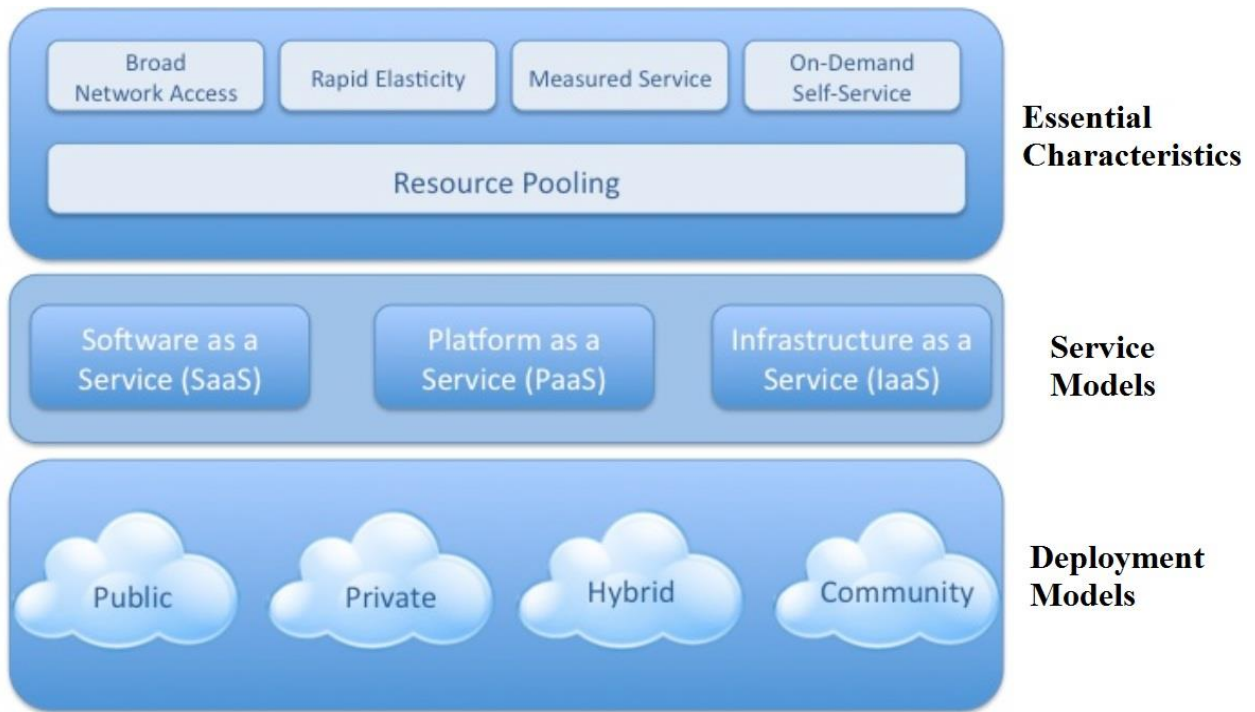 Broad
Network Access
Rapid Elasticity
Measured Service
On-Demand
Self-Service
Resource Pooling
Essential
Characteristics
Software as a
Service (SaaS)
Platform as a
Service (PaaS)
Infrastructure as a
Service (IaaS)
Service
Models
Public
Private
Hybrid
Community
Deployment
Models